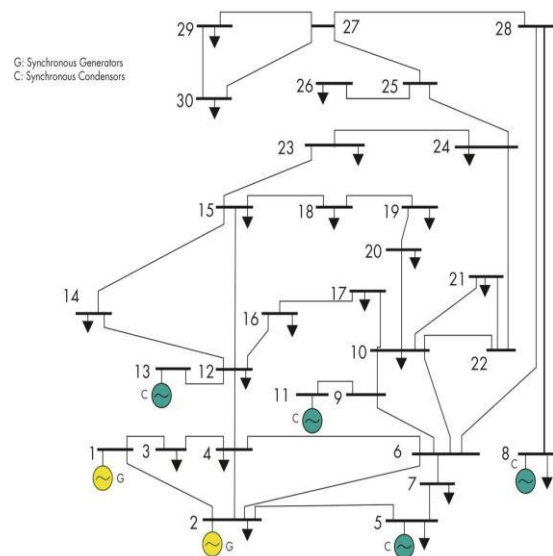 29 27 28
G: Synchronous Generators
C: Synchronous Condensors
30 26 25
23 24
15 18 19
20 21
14 17
16
10 22
13 12
C
11 9
C
1 3 4 6 8
C
G
7
2 5
G C